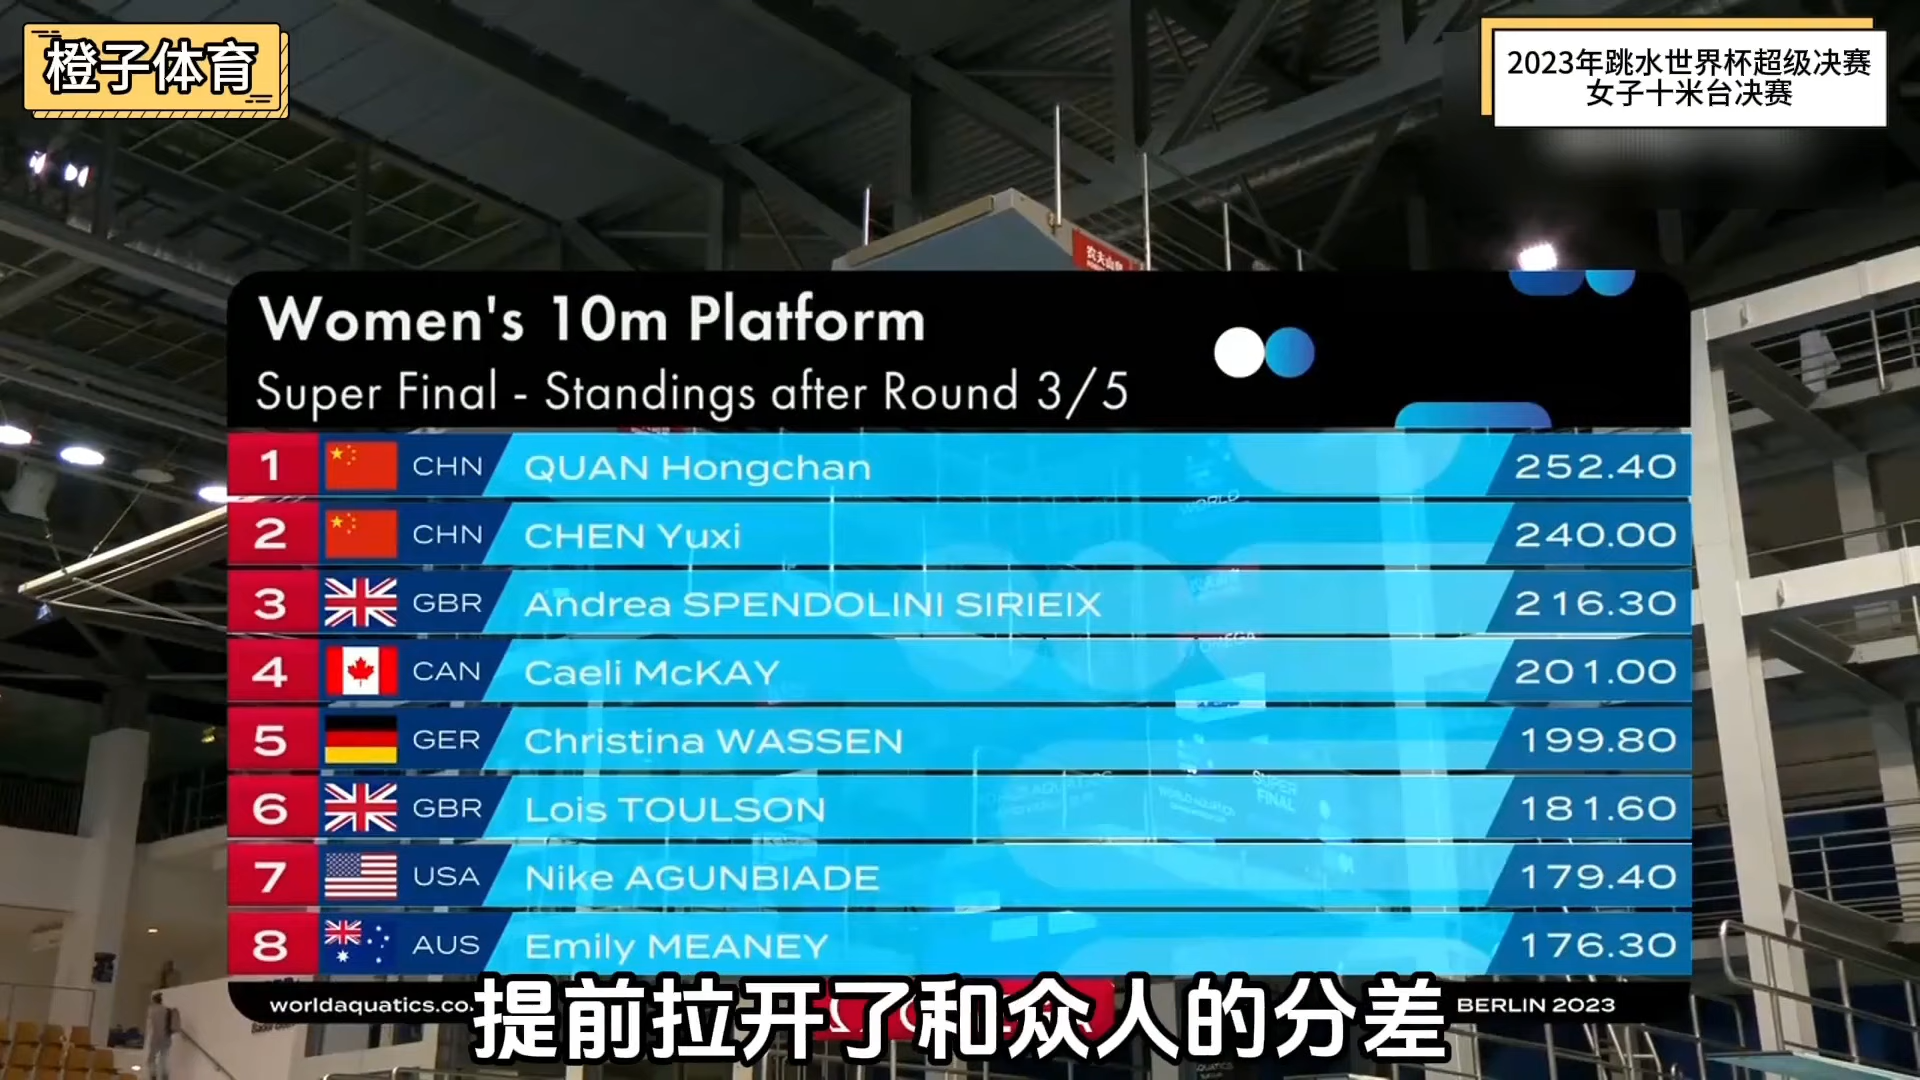 橙子体育
2023年跳水世界杯超级决赛
女子十米台决赛
Women's 10m Platform
Super Final - Standings after Round 3/5
1 CHN QUAN Hongchan 252.40
2 CHN CHEN Yuxi 240.00
3 GBR Andrea SPENDOLINI SIRIEIX 216.30
4 CAN Caeli McKAY 201.00
5 GER Christina WASSEN 199.80
6 GBR Lois TOULSON 181.60
7 USA Nike AGUNBIADE 179.40
8 AUS Emily MEANEY 176.30
worldaquatics.co
BERLIN 2023
提前拉开了和众人的分差